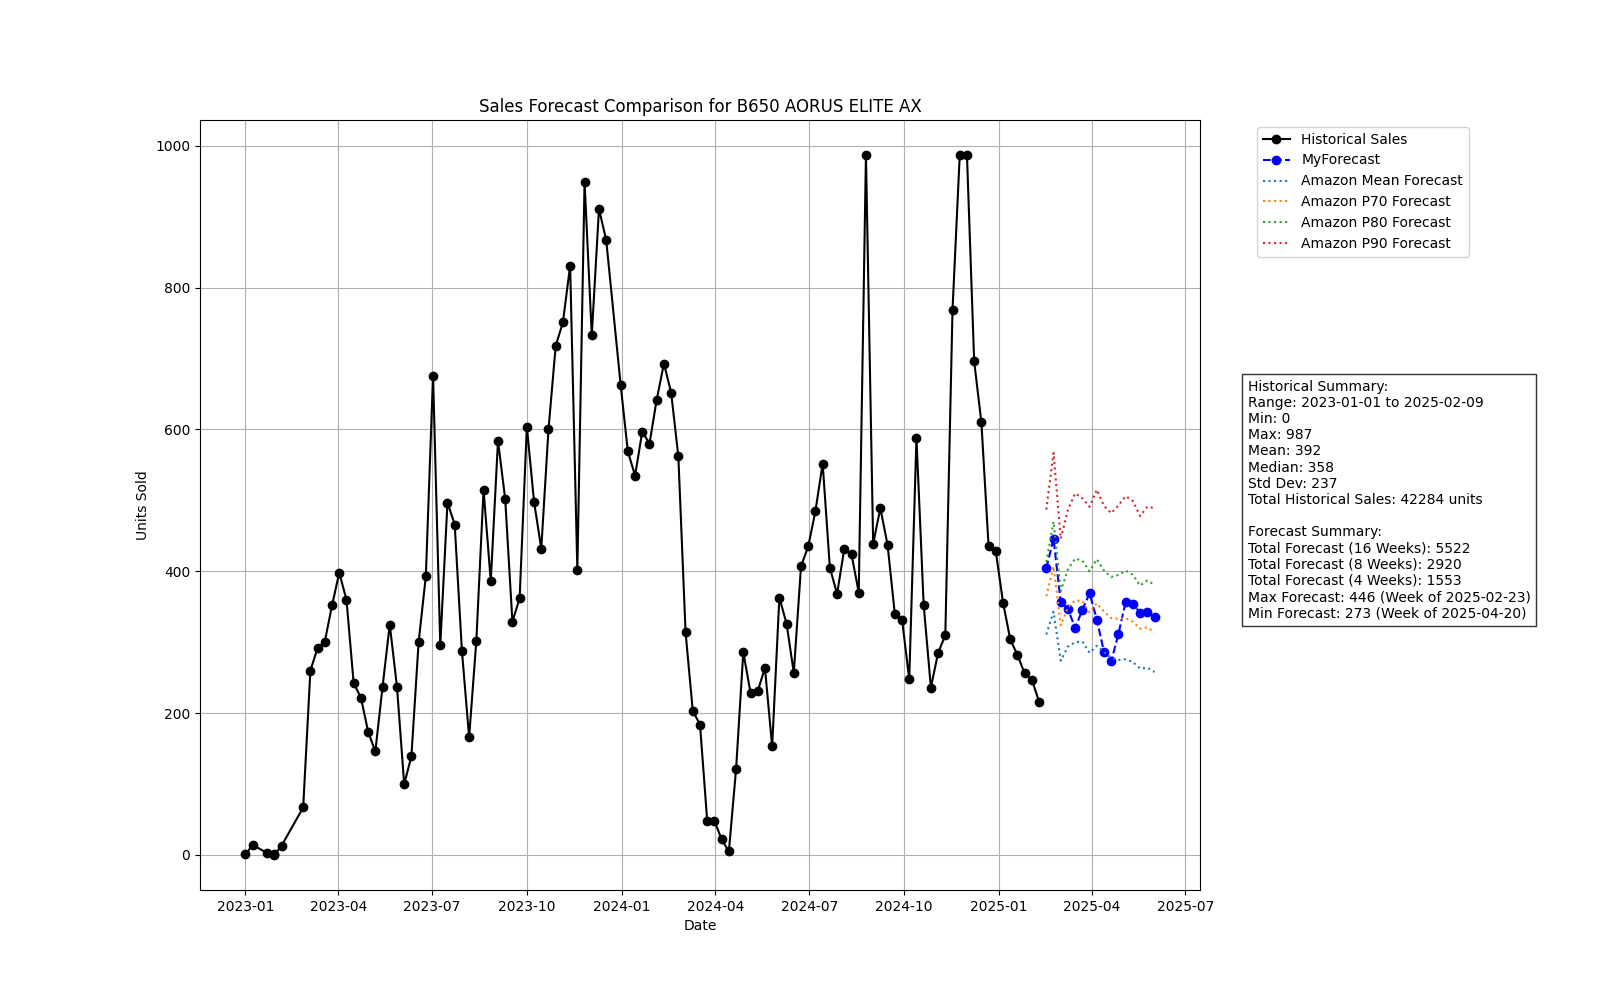 Sales Forecast Comparison for B650 AORUS ELITE AX
Units Sold
1000
800
600
400
200
0
2023-01 2023-04 2023-07 2023-10 2024-01 2024-04 2024-07 2024-10 2025-01 2025-04 2025-07
Date
Historical Sales
MyForecast
Amazon Mean Forecast
Amazon P70 Forecast
Amazon P80 Forecast
Amazon P90 Forecast
Historical Summary:
Range: 2023-01-01 to 2025-02-09
Min: 0
Max: 987
Mean: 392
Median: 358
Std Dev: 237
Total Historical Sales: 42284 units
Forecast Summary:
Total Forecast (16 Weeks): 5522
Total Forecast (8 Weeks): 2920
Total Forecast (4 Weeks): 1553
Max Forecast: 446 (Week of 2025-02-23)
Min Forecast: 273 (Week of 2025-04-20)